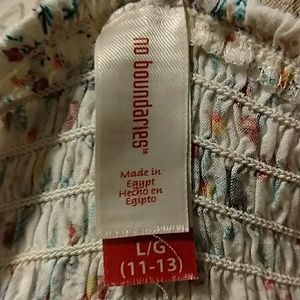 no boundaries™
Made in
Egypt
Hecho en
Egipto
L/G
(11-13)